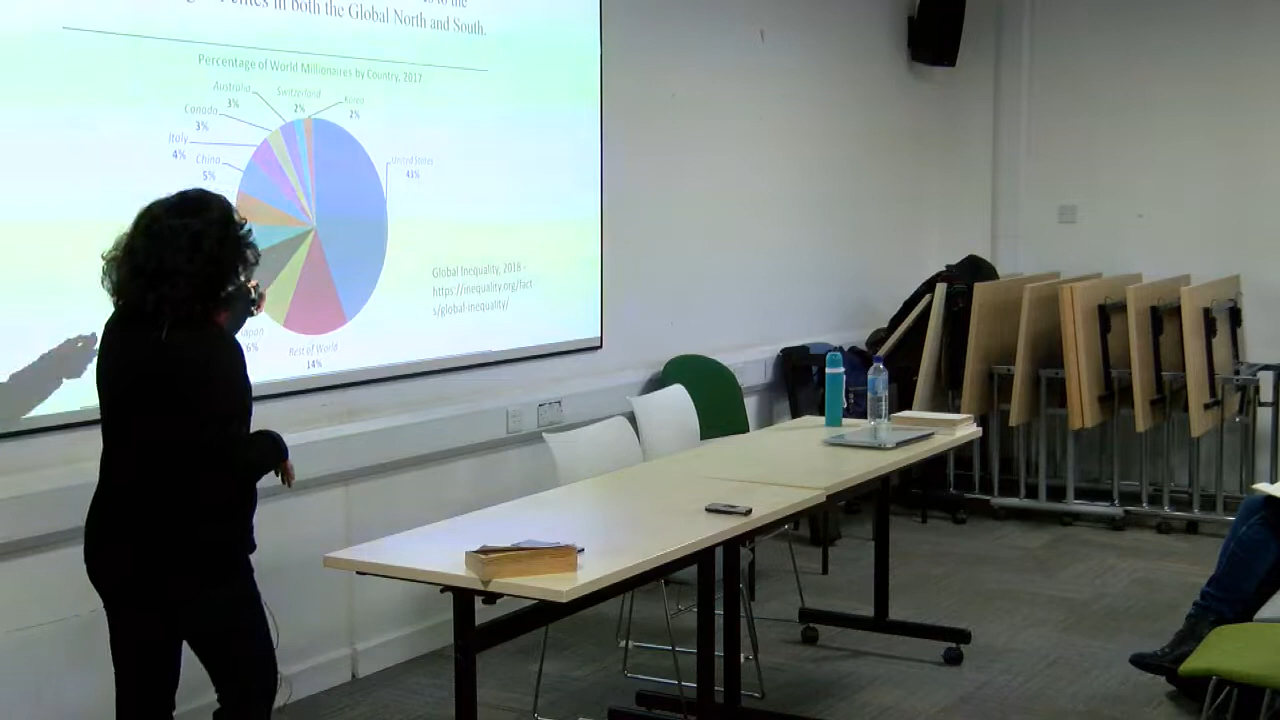 to the
in both the Global North and South.
Percentage of World Millionaires by Country, 2017
Australia
3%
Switzerland
2%
Korea
2%
Canada
3%
Italy
4%
China
5%
United States
43%
Global Inequality, 2018 -
https://inequality.org/fact
s/global-inequality/
Japan
6%
Rest of World
14%